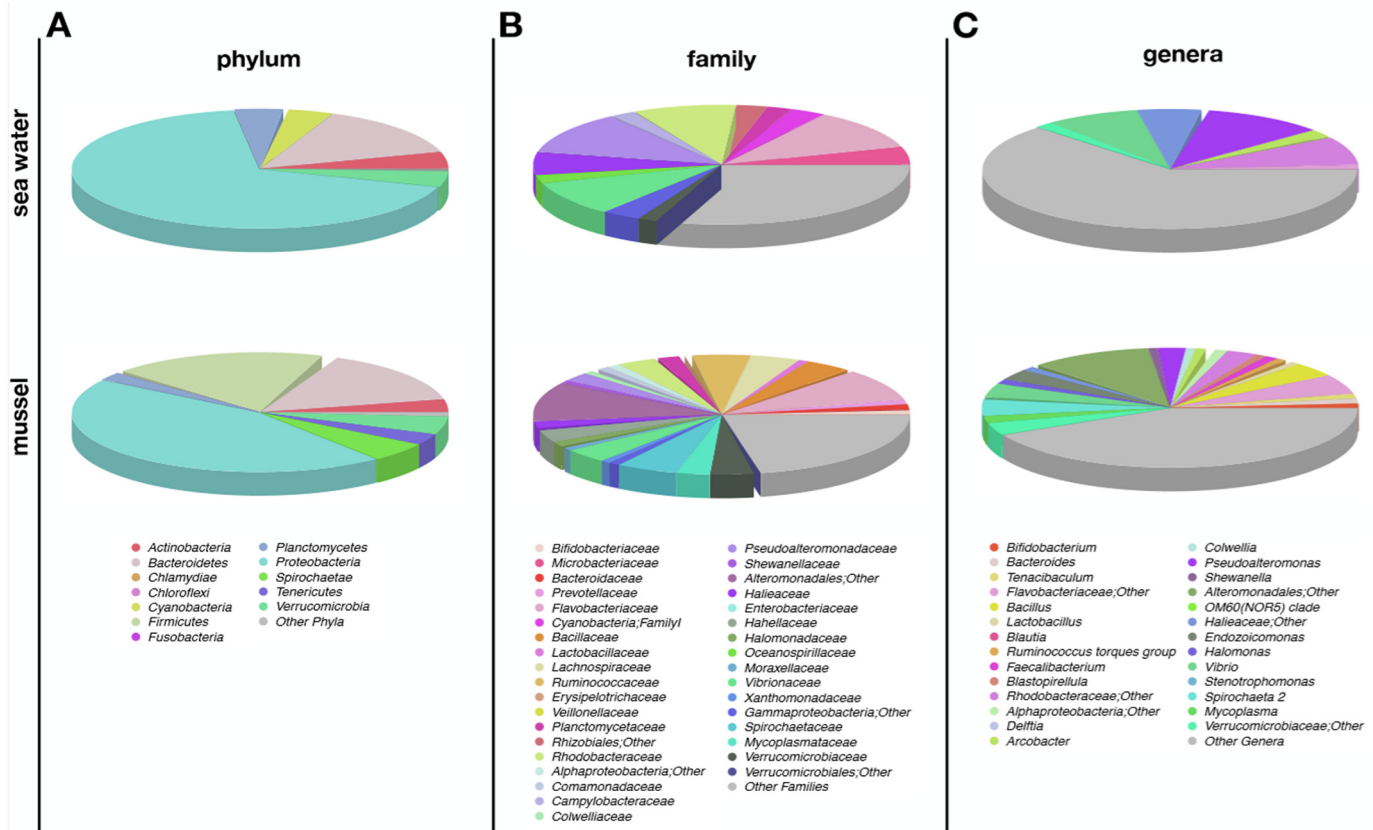 A
B
C
phylum
family
genera
sea water
mussel
Actinobacteria
Bacteroidetes
Chlamydiae
Chloroflexi
Cyanobacteria
Firmicutes
Fusobacteria
Planctomycetes
Proteobacteria
Spirochaetae
Tenericutes
Verrucomicrobia
Other Phyla
Bifidobacteriaceae
Microbacteriaceae
Bacteroidaceae
Prevotellaceae
Flavobacteriaceae
Cyanobacteria;FamilyI
Bacillaceae
Lactobacillaceae
Lachnospiraceae
Ruminococcaceae
Erysipelotrichaceae
Veillonellaceae
Planctomycetaceae
Rhizobiales;Other
Rhodobacteraceae
Alphaproteobacteria;Other
Comamonadaceae
Campylobacteraceae
Colwelliaceae
Pseudoalteromonadaceae
Shewanellaceae
Alteromonadales;Other
Halieaceae
Enterobacteriaceae
Hahellaceae
Halomonadaceae
Oceanospirillaceae
Moraxellaceae
Vibrionaceae
Xanthomonadaceae
Gammaproteobacteria;Other
Spirochaetaceae
Mycoplasmataceae
Verrucomicrobiaceae
Verrucomicrobiales;Other
Other Families
Bifidobacterium
Bacteroides
Tenacibaculum
Flavobacteriaceae;Other
Bacillus
Lactobacillus
Blautia
Ruminococcus torques group
Faecalibacterium
Blastopirellula
Rhodobacteraceae;Other
Alphaproteobacteria;Other
Delftia
Arcobacter
Colwellia
Pseudoalteromonas
Shewanella
Alteromonadales;Other
OM60(NOR5) clade
Halieaceae;Other
Endozoicomonas
Halomonas
Vibrio
Stenotrophomonas
Spirochaeta 2
Mycoplasma
Verrucomicrobiaceae;Other
Other Genera